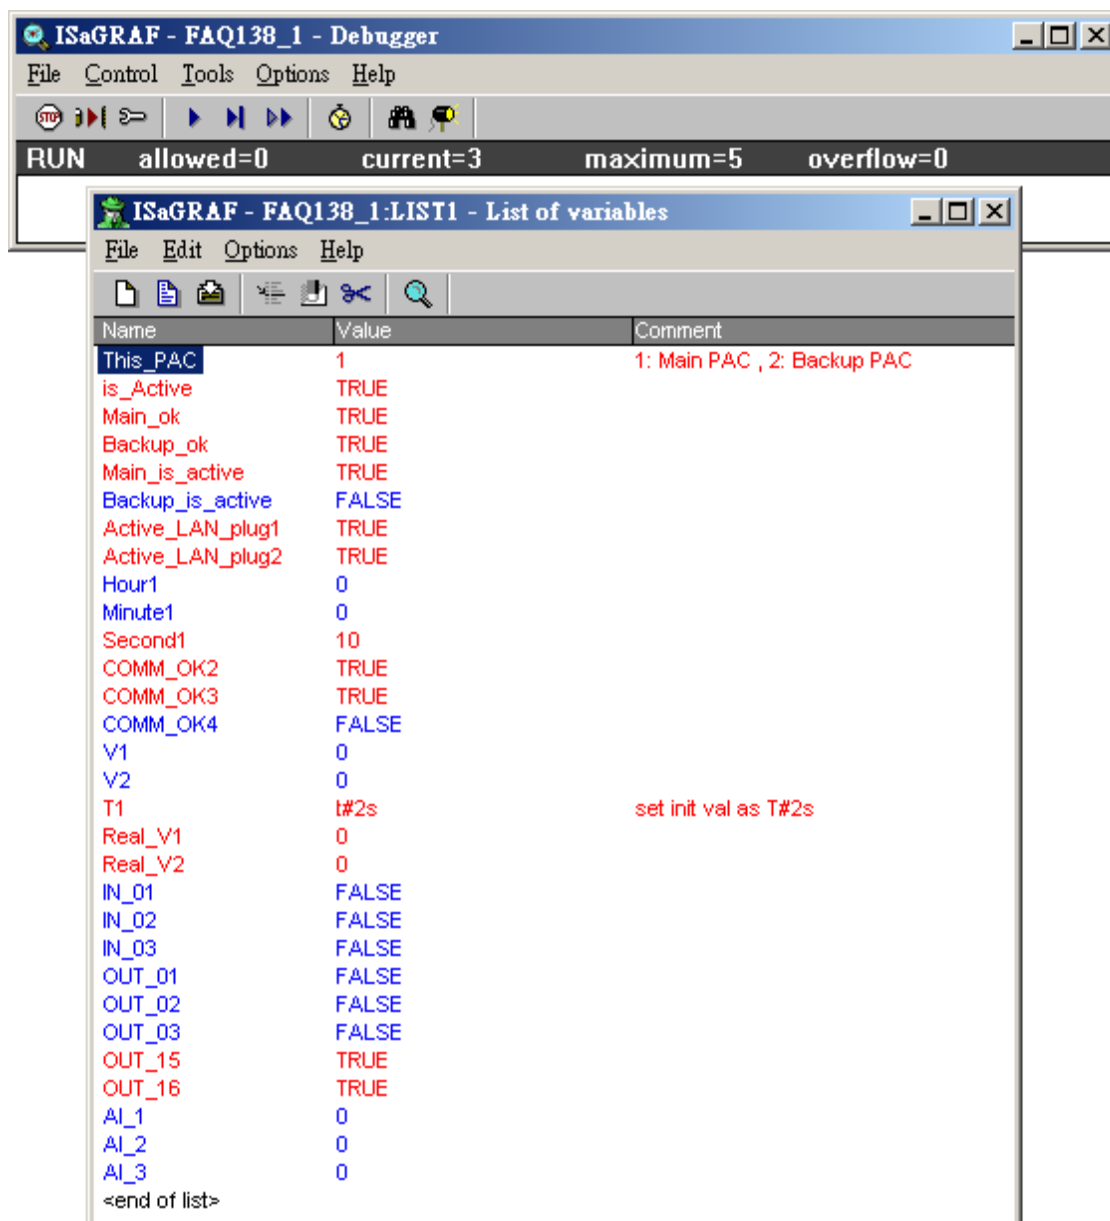 ISaGRAF - FAQ138_1 - Debugger
File Control Tools Options Help
STOP
RUN allowed=0 current=3 maximum=5 overflow=0
ISaGRAF - FAQ138_1:LIST1 - List of variables
File Edit Options Help
Name Value Comment
This_PAC 1 1: Main PAC , 2: Backup PAC
is_Active TRUE
Main_ok TRUE
Backup_ok TRUE
Main_is_active TRUE
Backup_is_active FALSE
Active_LAN_plug1 TRUE
Active_LAN_plug2 TRUE
Hour1 0
Minute1 0
Second1 10
COMM_OK2 TRUE
COMM_OK3 TRUE
COMM_OK4 FALSE
V1 0
V2 0
T1 t#2s set init val as T#2s
Real_V1 0
Real_V2 0
IN_01 FALSE
IN_02 FALSE
IN_03 FALSE
OUT_01 FALSE
OUT_02 FALSE
OUT_03 FALSE
OUT_15 TRUE
OUT_16 TRUE
AI_1 0
AI_2 0
AI_3 0
<end of list>